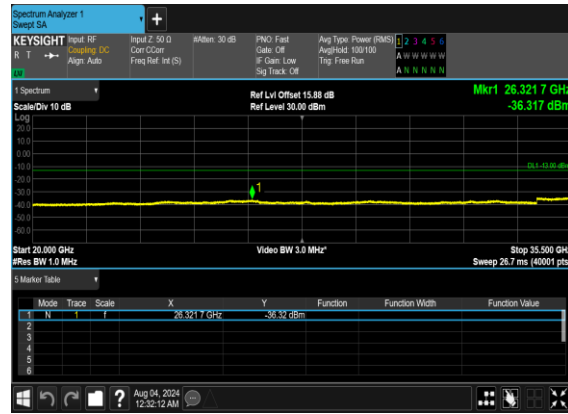 Spectrum Analyzer 1
Swept SA
+
KEYSIGHT Input: RF Input Z: 50 Ω #Atten: 30 dB PNO: Fast Avg Type: Power (RMS) 1 2 3 4 5 6
R T Coupling: DC Corr CCorr Gate: Off Avg|Hold: 100/100 A W W W W W
Align: Auto Freq Ref: Int (S) IF Gain: Low Trig: Free Run
LW Sig Track: Off A N N N N N
1 Spectrum Ref Lvl Offset 15.88 dB Mkr1 26.321 7 GHz
Scale/Div 10 dB Ref Level 30.00 dBm -36.317 dBm
Log
20.0
10.0
0.00
-10.0 DL1 -13.00 dBm
-20.0
-30.0 1
-40.0
-50.0
-60.0
Start 20.000 GHz Video BW 3.0 MHz* Stop 35.500 GHz
#Res BW 1.0 MHz Sweep 26.7 ms (40001 pts)
5 Marker Table
Mode Trace Scale X Y Function Function Width Function Value
1 N 1 f 26.321 7 GHz -36.32 dBm
2
3
4
5
6
? Aug 04, 2024
12:32:12 AM